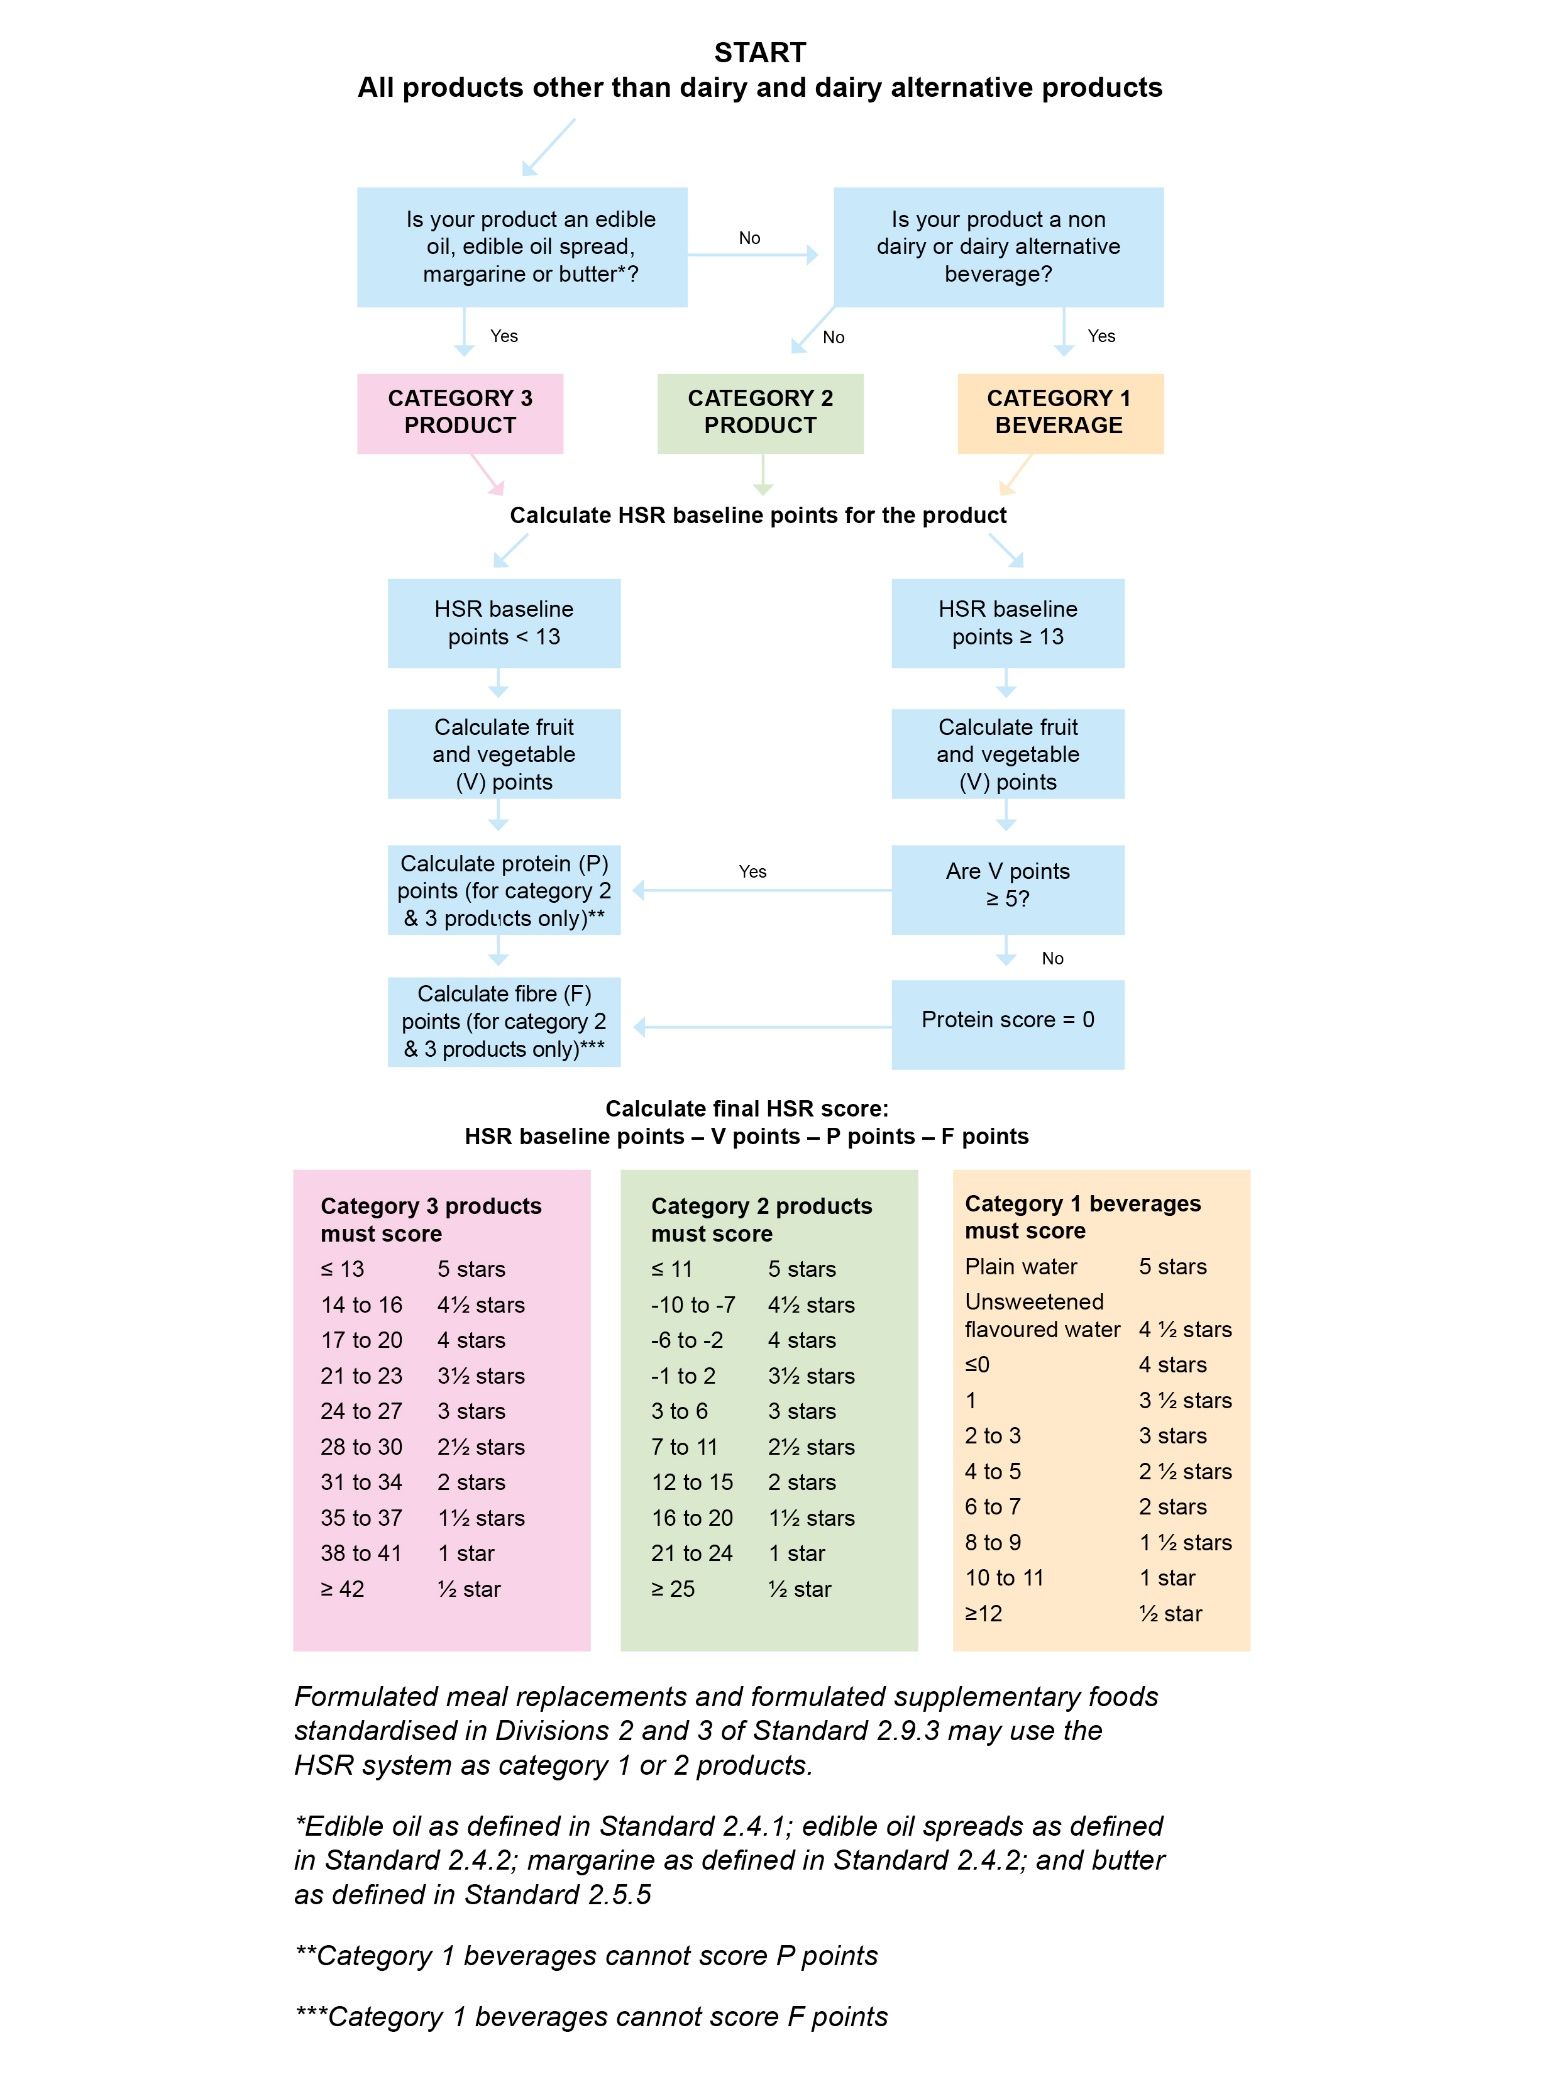 START
All products other than dairy and dairy alternative products
Is your product an edible
oil, edible oil spread,
margarine or butter*?
No
Is your product a non
dairy or dairy alternative
beverage?
Yes
No
Yes
CATEGORY 3
PRODUCT
CATEGORY 2
PRODUCT
CATEGORY 1
BEVERAGE
Calculate HSR baseline points for the product
HSR baseline
points < 13
HSR baseline
points ≥ 13
Calculate fruit
and vegetable
(V) points
Calculate fruit
and vegetable
(V) points
Calculate protein (P)
points (for category 2
& 3 products only)**
Yes
Are V points
≥ 5?
No
Calculate fibre (F)
points (for category 2
& 3 products only)***
Protein score = 0
Calculate final HSR score:
HSR baseline points – V points – P points – F points
Category 3 products
must score
≤ 13 5 stars
14 to 16 4½ stars
17 to 20 4 stars
21 to 23 3½ stars
24 to 27 3 stars
28 to 30 2½ stars
31 to 34 2 stars
35 to 37 1½ stars
38 to 41 1 star
≥ 42 ½ star
Category 2 products
must score
≤ 11 5 stars
-10 to -7 4½ stars
-6 to -2 4 stars
-1 to 2 3½ stars
3 to 6 3 stars
7 to 11 2½ stars
12 to 15 2 stars
16 to 20 1½ stars
21 to 24 1 star
≥ 25 ½ star
Category 1 beverages
must score
Plain water 5 stars
Unsweetened
flavoured water 4 ½ stars
≤0 4 stars
1 3 ½ stars
2 to 3 3 stars
4 to 5 2 ½ stars
6 to 7 2 stars
8 to 9 1 ½ stars
10 to 11 1 star
≥12 ½ star
Formulated meal replacements and formulated supplementary foods
standardised in Divisions 2 and 3 of Standard 2.9.3 may use the
HSR system as category 1 or 2 products.
*Edible oil as defined in Standard 2.4.1; edible oil spreads as defined
in Standard 2.4.2; margarine as defined in Standard 2.4.2; and butter
as defined in Standard 2.5.5
**Category 1 beverages cannot score P points
***Category 1 beverages cannot score F points